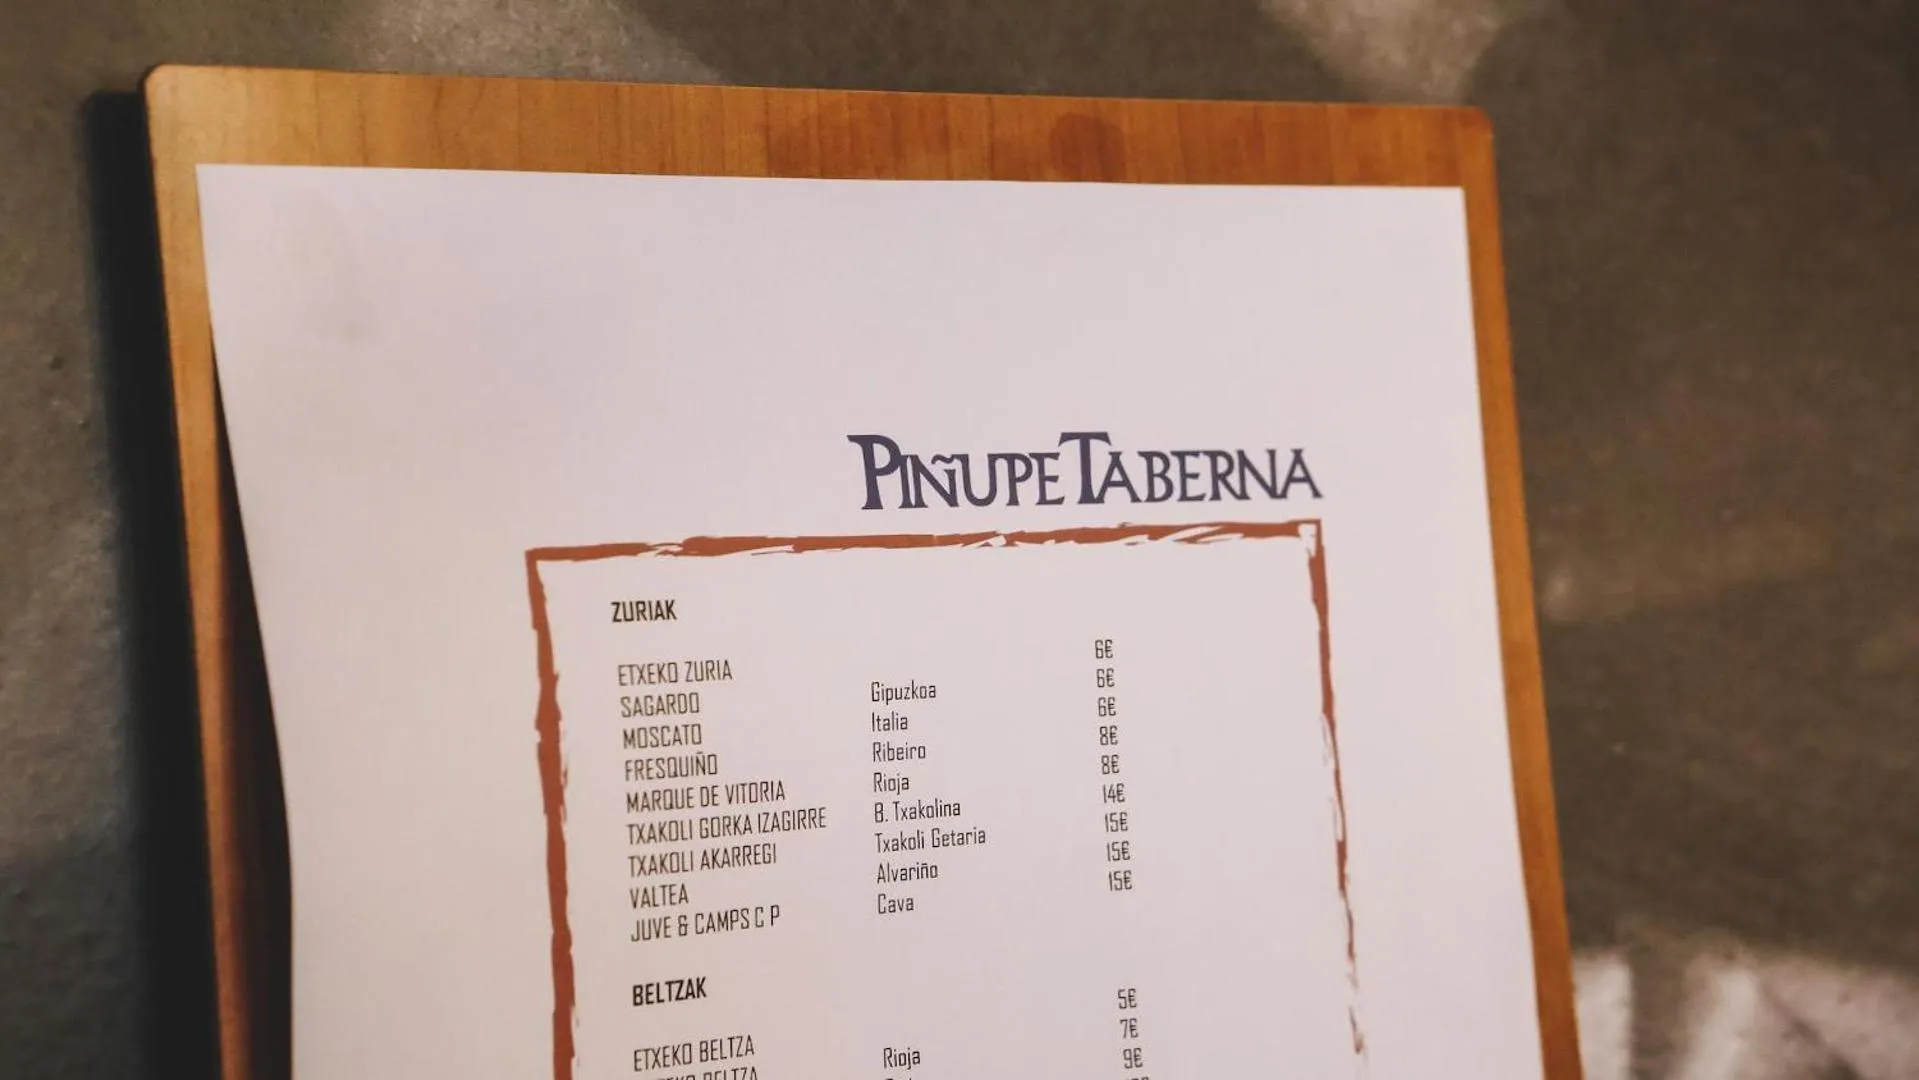 PIÑUPE TABERNA
ZURIAK
ETXEKO ZURIA 6€
SAGARDO Gipuzkoa 6€
MOSCATO Italia 6€
FRESQUIÑO Ribeiro 8€
MARQUE DE VITORIA Rioja 8€
TXAKOLI GORKA IZAGIRRE B. Txakolina 14€
TXAKOLI AKARREGI Txakoli Getaria 15€
VALTEA Alvariño 15€
JUVE & CAMPS C P Cava 15€
BELTZAK
ETXEKO BELTZA 5€
BELTZA Rioja 7€
9€